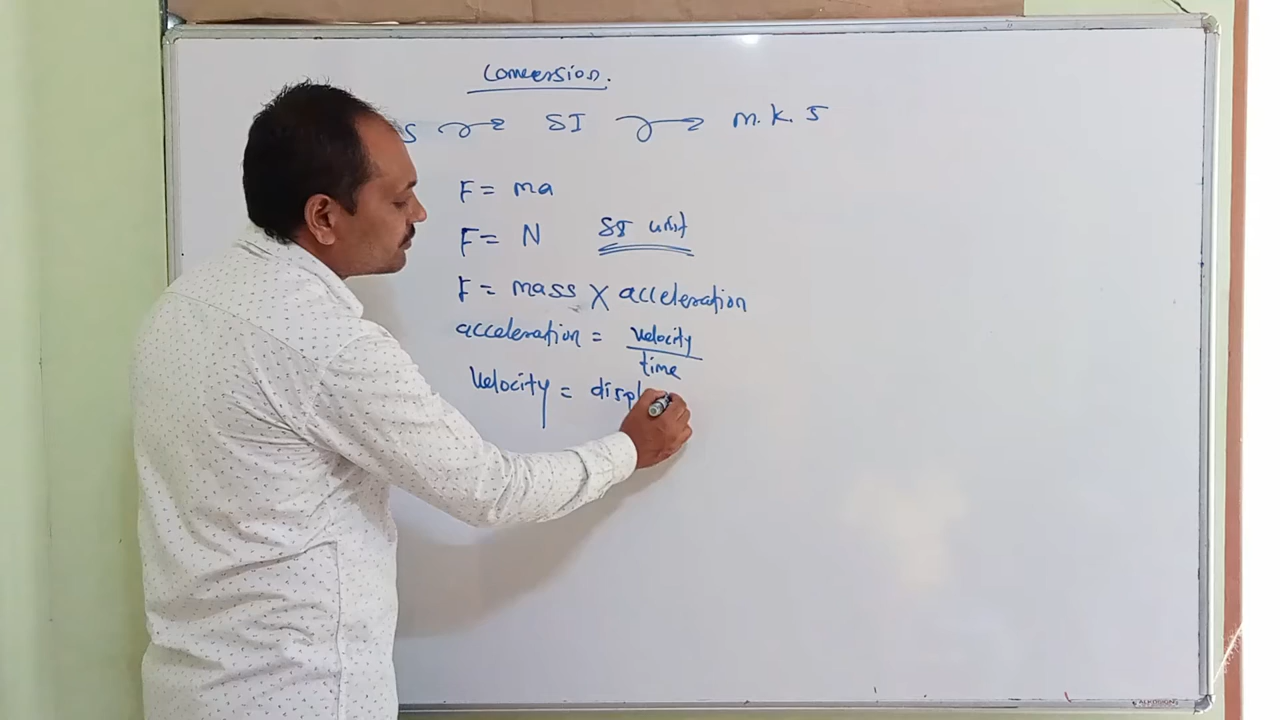 Conversion.
S SI m.k.s
F = ma
F = N SI unit
F = mass X acceleration
acceleration = velocity
time
velocity = displ